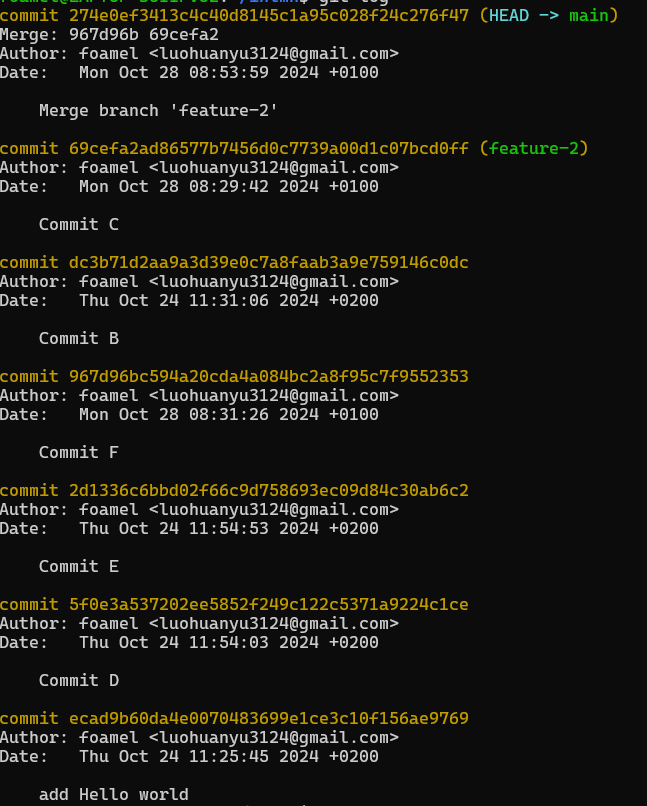 commit 274e0ef3413c4c40d8145c1a95c028f24c276f47 (HEAD -> main)
Merge: 967d96b 69cefa2
Author: foamel <luohuanyu3124@gmail.com>
Date:   Mon Oct 28 08:53:59 2024 +0100
    Merge branch 'feature-2'
commit 69cefa2ad86577b7456d0c7739a00d1c07bcd0ff (feature-2)
Author: foamel <luohuanyu3124@gmail.com>
Date:   Mon Oct 28 08:29:42 2024 +0100
    Commit C
commit dc3b71d2aa9a3d39e0c7a8faab3a9e759146c0dc
Author: foamel <luohuanyu3124@gmail.com>
Date:   Thu Oct 24 11:31:06 2024 +0200
    Commit B
commit 967d96bc594a20cda4a084bc2a8f95c7f9552353
Author: foamel <luohuanyu3124@gmail.com>
Date:   Mon Oct 28 08:31:26 2024 +0100
    Commit F
commit 2d1336c6bbd02f66c9d758693ec09d84c30ab6c2
Author: foamel <luohuanyu3124@gmail.com>
Date:   Thu Oct 24 11:54:53 2024 +0200
    Commit E
commit 5f0e3a537202ee5852f249c122c5371a9224c1ce
Author: foamel <luohuanyu3124@gmail.com>
Date:   Thu Oct 24 11:54:03 2024 +0200
    Commit D
commit ecad9b60da4e0070483699e1ce3c10f156ae9769
Author: foamel <luohuanyu3124@gmail.com>
Date:   Thu Oct 24 11:25:45 2024 +0200
    add Hello world